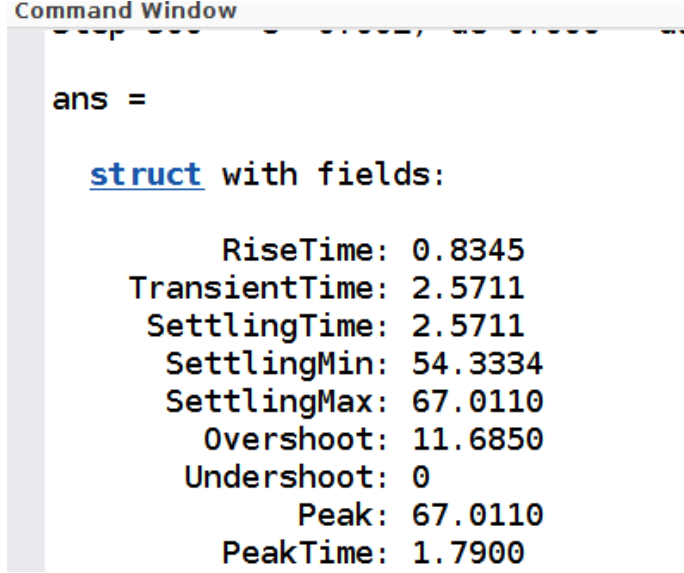 Command Window
ans =
struct with fields:
RiseTime: 0.8345
TransientTime: 2.5711
SettlingTime: 2.5711
SettlingMin: 54.3334
SettlingMax: 67.0110
Overshoot: 11.6850
Undershoot: 0
Peak: 67.0110
PeakTime: 1.7900